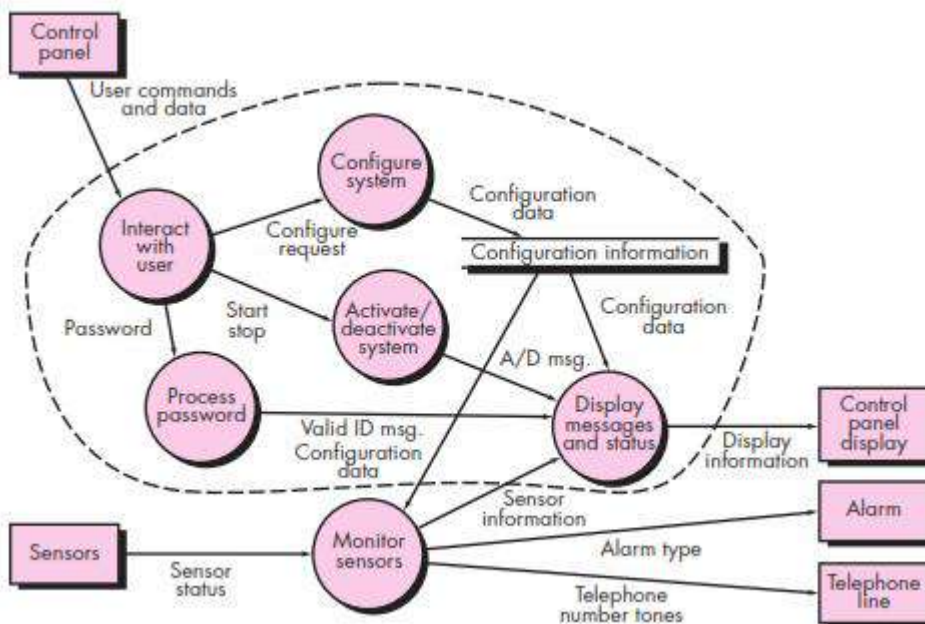 Control
panel
User commands
and data
Configure
system
Configuration
data
Interact
with
user
Configure
request
Configuration information
Password
Start
stop
Activate/
deactivate
system
Configuration
data
A/D msg.
Process
password
Valid ID msg.
Configuration
data
Display
messages
and status
Display
information
Control
panel
display
Sensors
Sensor
status
Monitor
sensors
Sensor
information
Alarm type
Alarm
Telephone
number tones
Telephone
line